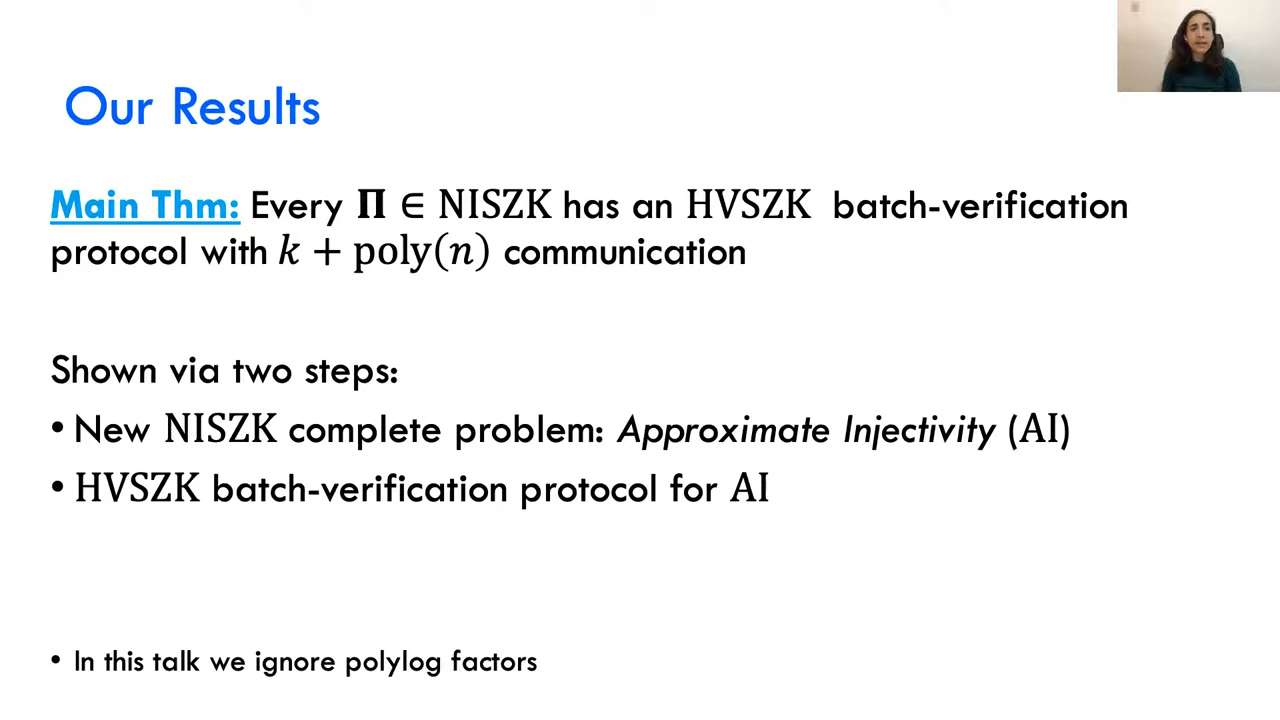 Our Results
Main Thm: Every Π ∈ NISZK has an HVSZK batch-verification
protocol with k + poly(n) communication
Shown via two steps:
• New NISZK complete problem: Approximate Injectivity (AI)
• HVSZK batch-verification protocol for AI
• In this talk we ignore polylog factors